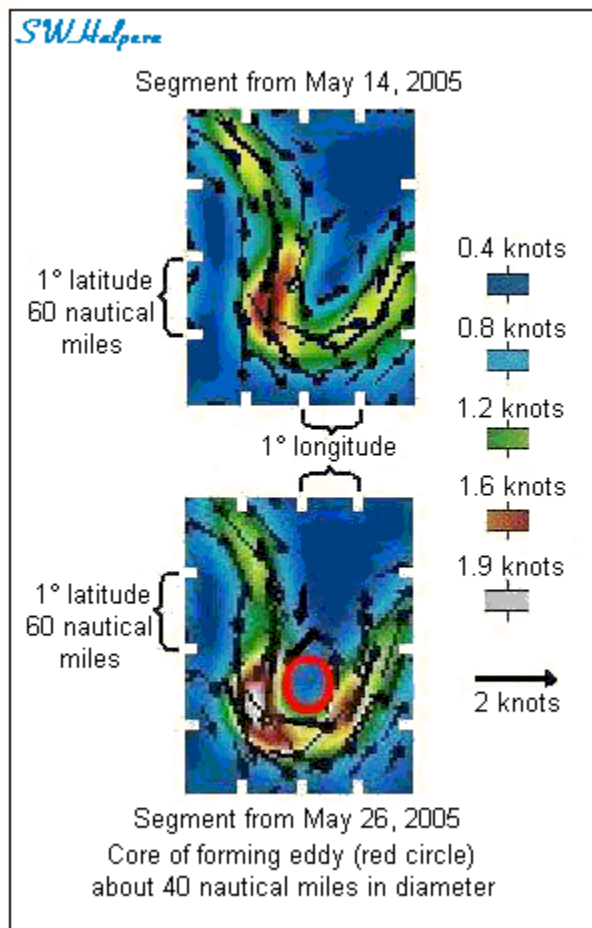 SWHalpern
Segment from May 14, 2005
1° latitude
60 nautical
miles
0.4 knots
0.8 knots
1.2 knots
1° longitude
1.6 knots
1.9 knots
1° latitude
60 nautical
miles
2 knots
Segment from May 26, 2005
Core of forming eddy (red circle)
about 40 nautical miles in diameter